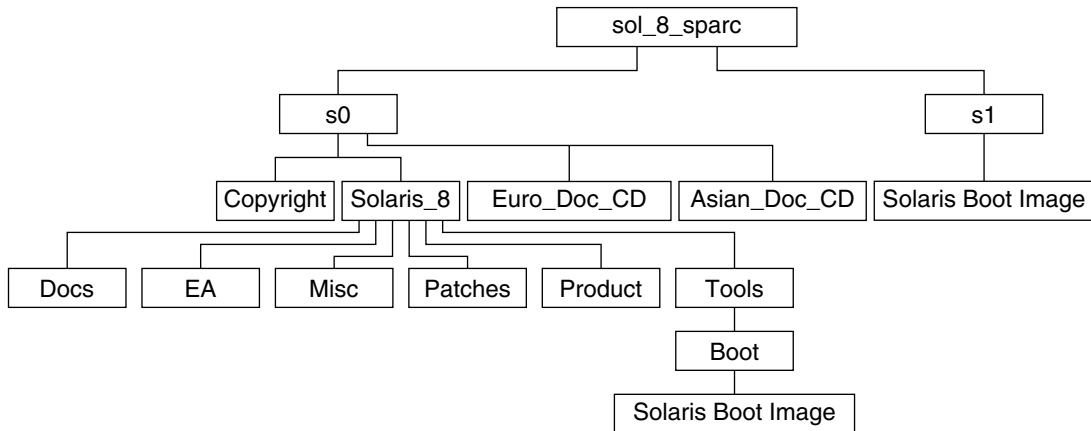 sol_8_sparc
s0
s1
Copyright
Solaris_8
Euro_Doc_CD
Asian_Doc_CD
Solaris Boot Image
Docs
EA
Misc
Patches
Product
Tools
Boot
Solaris Boot Image